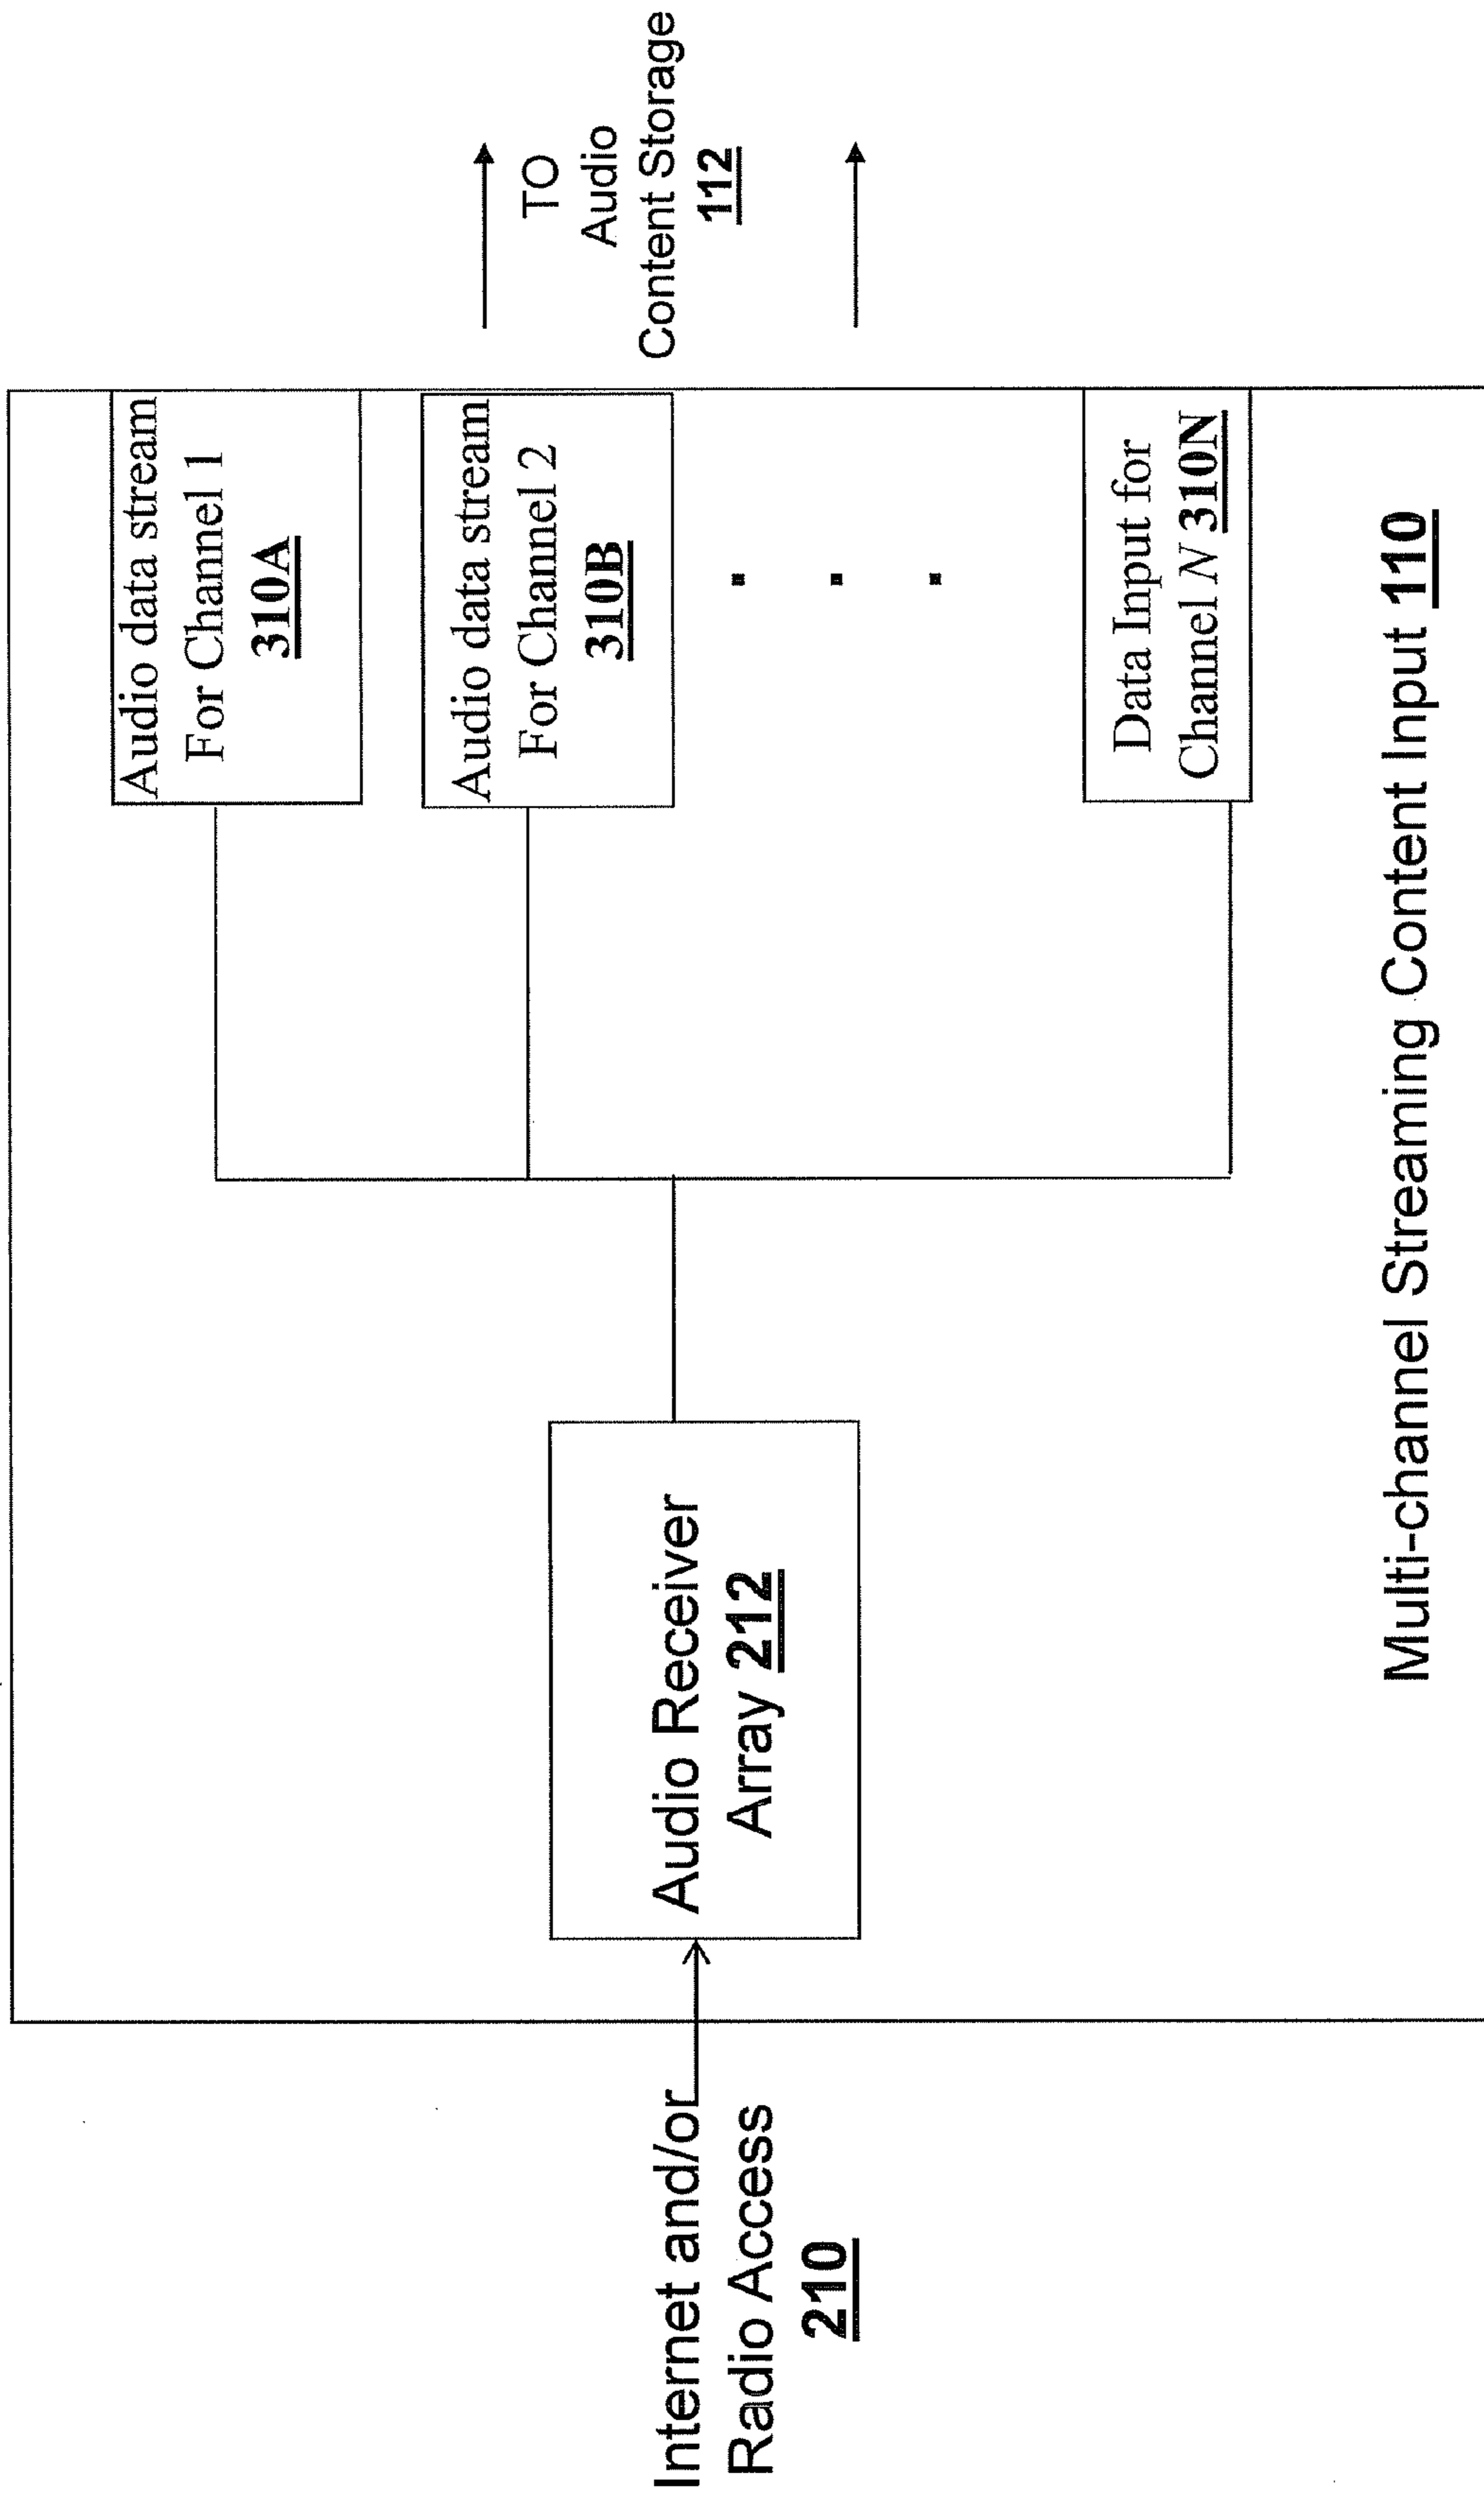 Internet and/or
Radio Access
210
Audio Receiver
Array 212
Audio data stream
For Channel 1
310A
Audio data stream
For Channel 2
310B
Data Input for
Channel N 310N
TO
Audio
Content Storage
112
Multi-channel Streaming Content Input 110